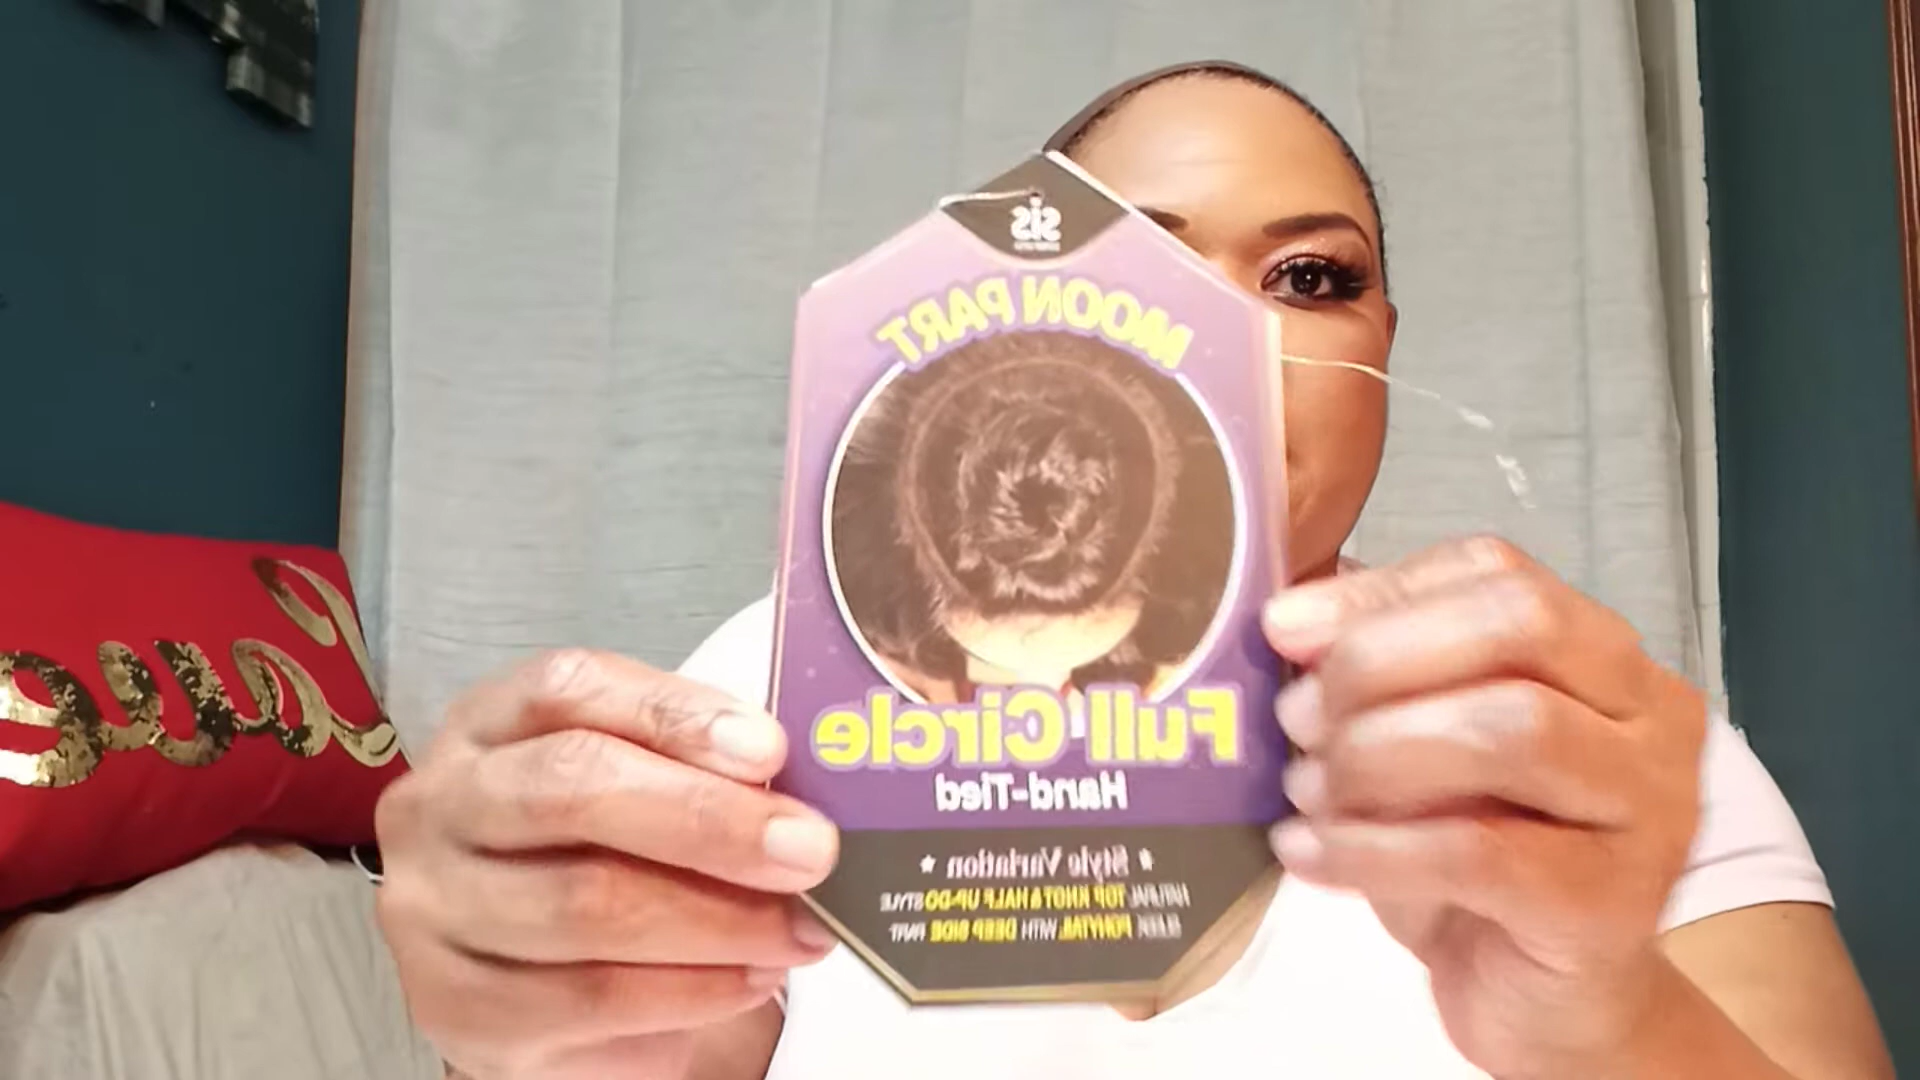 sis
MOON PART
Full Circle
Hand-Tied
* Style Variation *
NATURAL TOP KNOT & HALF UP-DO STYLE
SLEEK PONYTAIL WITH DEEP SIDE PART
Love